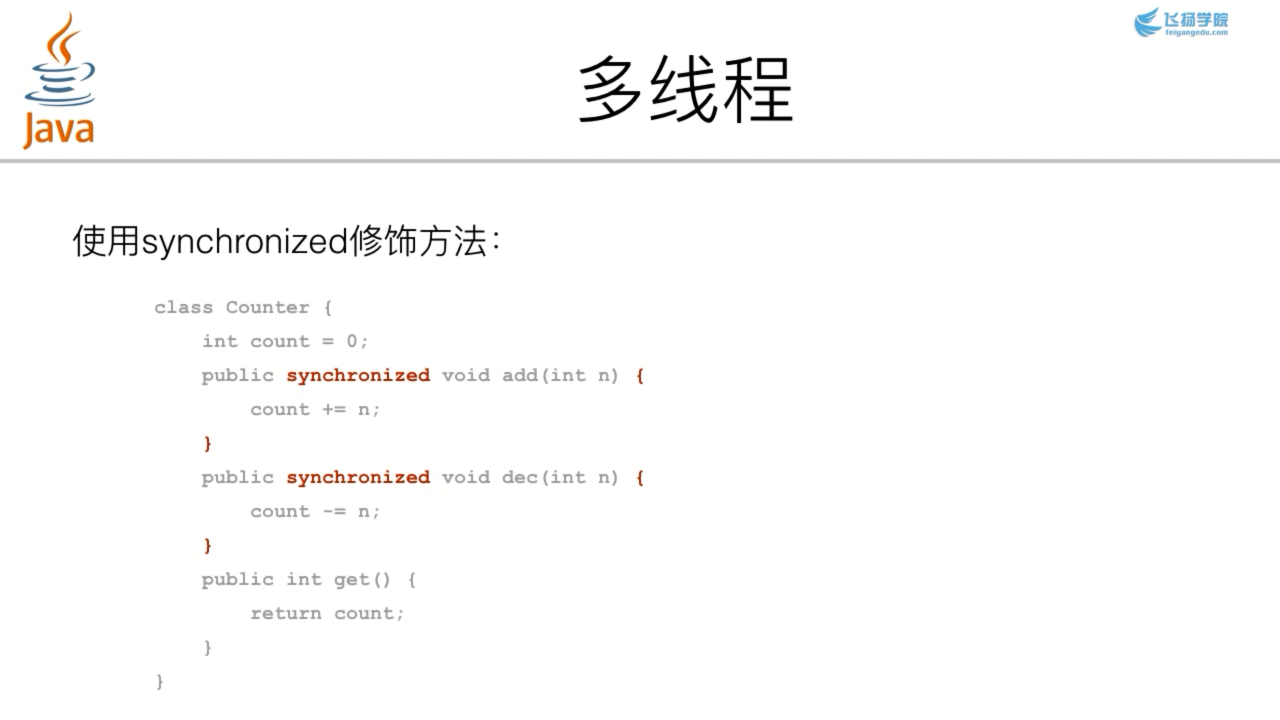 飞扬学院
feiyangedu.com
Java
多线程
使用synchronized修饰方法：
class Counter {
    int count = 0;
    public synchronized void add(int n) {
        count += n;
    }
    public synchronized void dec(int n) {
        count -= n;
    }
    public int get() {
        return count;
    }
}